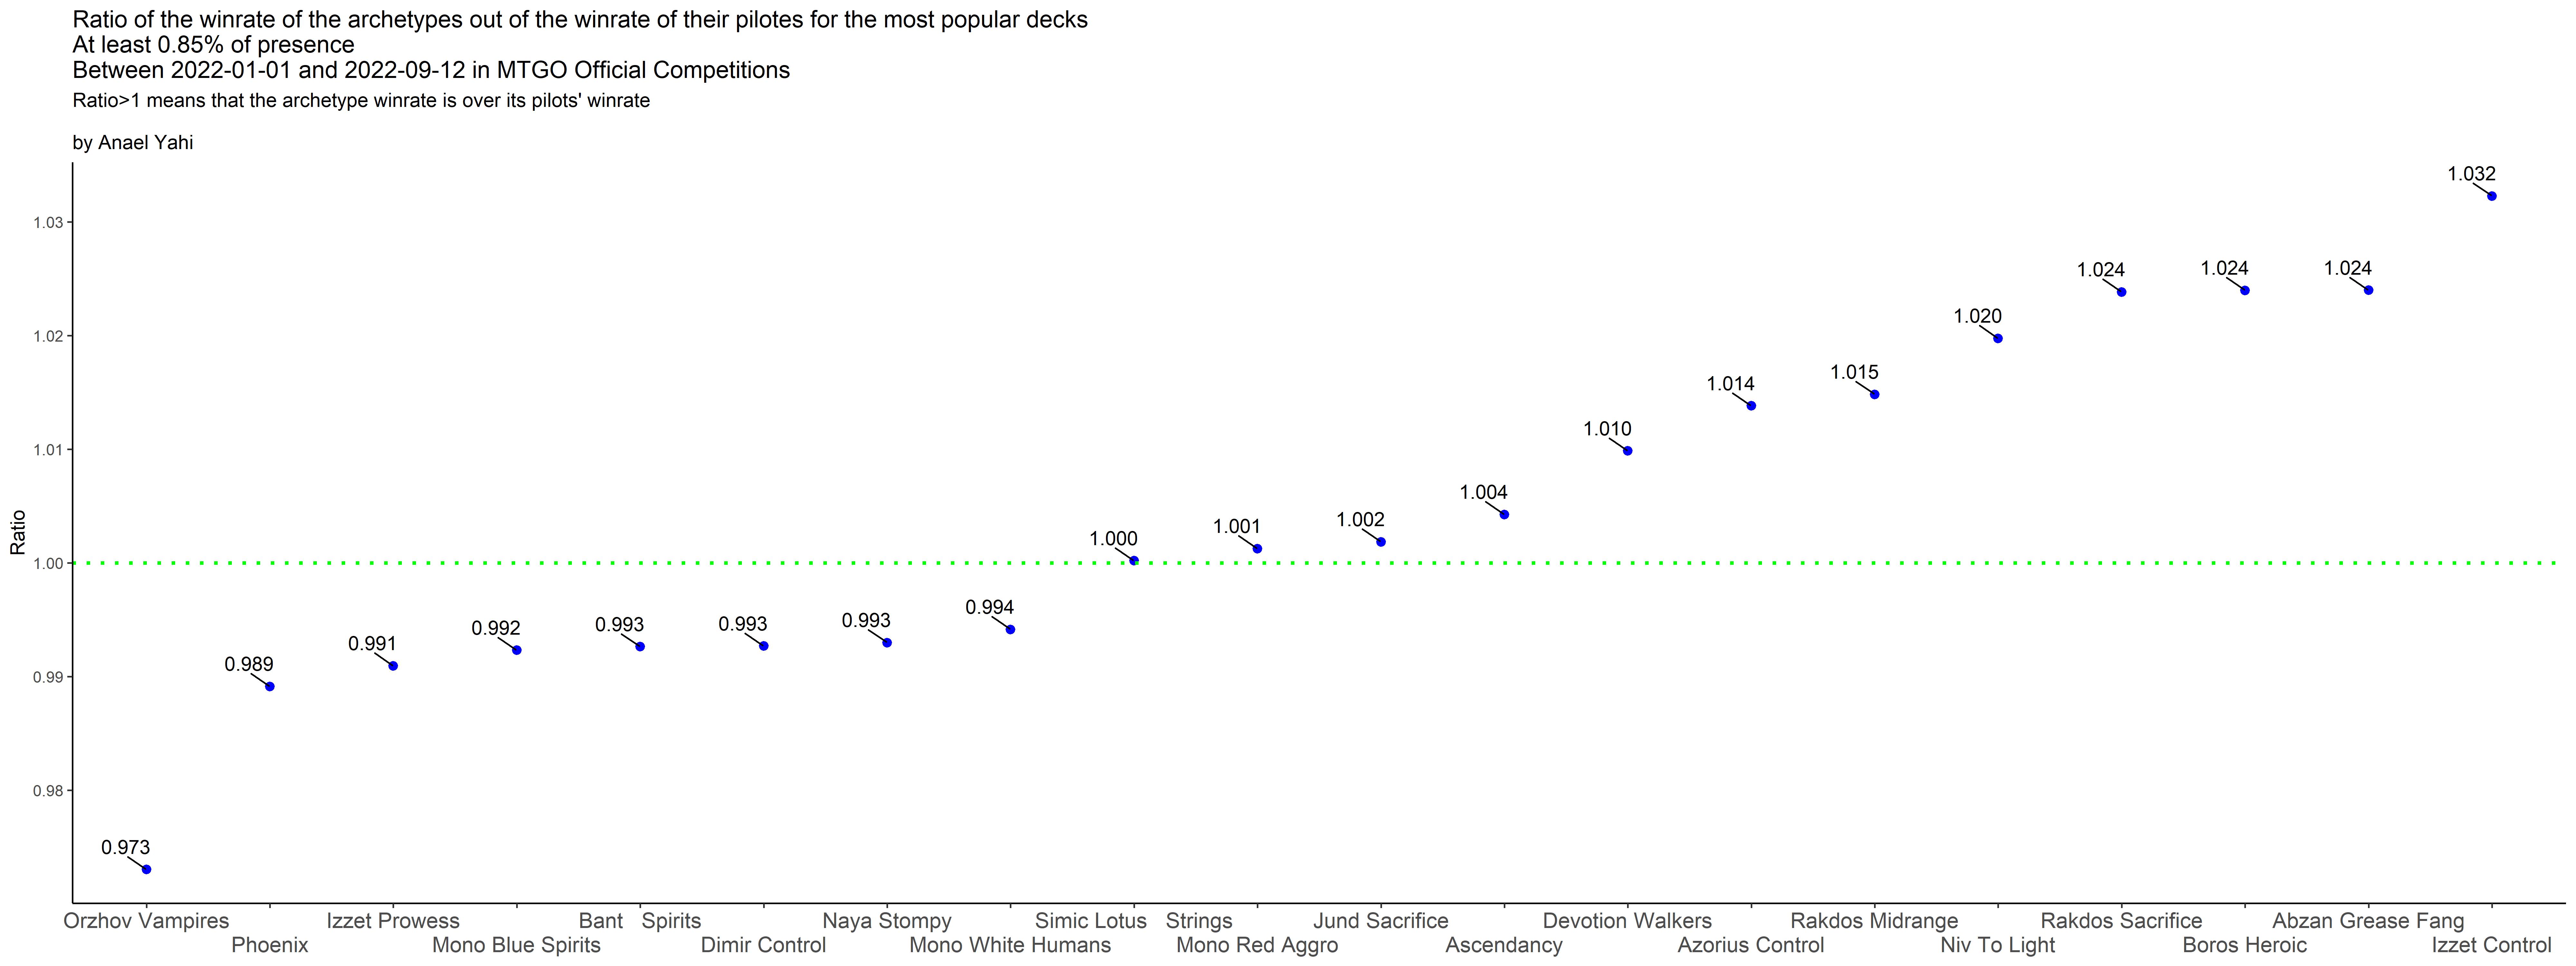 Ratio of the winrate of the archetypes out of the winrate of their pilotes for the most popular decks
At least 0.85% of presence
Between 2022-01-01 and 2022-09-12 in MTGO Official Competitions
Ratio>1 means that the archetype winrate is over its pilots' winrate
by Anael Yahi
Ratio
1.03
1.02
1.01
1.00
0.99
0.98
0.973
0.989
0.991
0.992
0.993
0.993
0.993
0.994
1.000
1.001
1.002
1.004
1.010
1.014
1.015
1.020
1.024
1.024
1.024
1.032
Orzhov Vampires
Phoenix
Izzet Prowess
Mono Blue Spirits
Bant Spirits
Dimir Control
Naya Stompy
Mono White Humans
Simic Lotus Strings
Mono Red Aggro
Jund Sacrifice
Ascendancy
Devotion Walkers
Azorius Control
Rakdos Midrange
Niv To Light
Rakdos Sacrifice
Boros Heroic
Abzan Grease Fang
Izzet Control